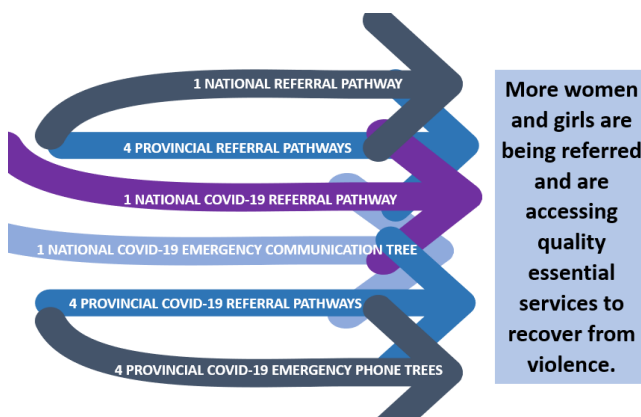 1 NATIONAL REFERRAL PATHWAY
4 PROVINCIAL REFERRAL PATHWAYS
1 NATIONAL COVID-19 REFERRAL PATHWAY
1 NATIONAL COVID-19 EMERGENCY COMMUNICATION TREE
4 PROVINCIAL COVID-19 REFERRAL PATHWAYS
4 PROVINCIAL COVID-19 EMERGENCY PHONE TREES
More women
and girls are
being referred
and are
accessing
quality
essential
services to
recover from
violence.